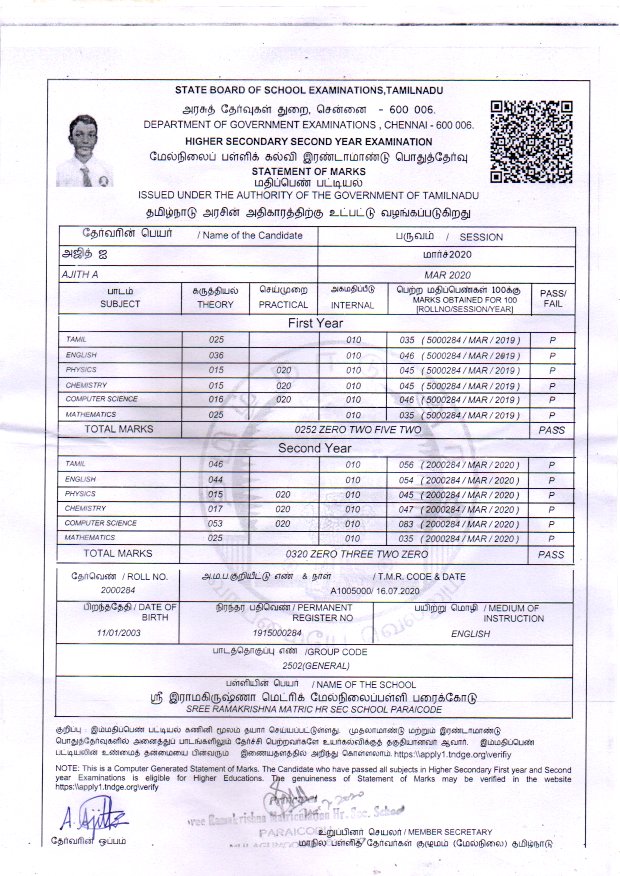 STATE BOARD OF SCHOOL EXAMINATIONS,TAMILNADU
அரசுத் தேர்வுகள் துறை, சென்னை - 600 006.
DEPARTMENT OF GOVERNMENT EXAMINATIONS , CHENNAI - 600 006.
HIGHER SECONDARY SECOND YEAR EXAMINATION
மேல்நிலைப் பள்ளிக் கல்வி இரண்டாமாண்டு பொதுத்தேர்வு
STATEMENT OF MARKS
மதிப்பெண் பட்டியல்
ISSUED UNDER THE AUTHORITY OF THE GOVERNMENT OF TAMILNADU
தமிழ்நாடு அரசின் அதிகாரத்திற்கு உட்பட்டு வழங்கப்படுகிறது
தேர்வரின் பெயர் / Name of the Candidate பருவம் / SESSION
அஜித் ஐ மார்ச்2020
AJITH A MAR 2020
பாடம் கருத்தியல் செய்முறை அகமதிப்பீடு பெற்ற மதிப்பெண்கள் 100க்கு PASS/
SUBJECT THEORY PRACTICAL INTERNAL MARKS OBTAINED FOR 100 FAIL
[ROLLNO/SESSION/YEAR]
First Year
TAMIL 025 010 035 ( 5000284 / MAR / 2019 ) P
ENGLISH 036 010 046 ( 5000284 / MAR / 2019 ) P
PHYSICS 015 020 010 045 ( 5000284 / MAR / 2019 ) P
CHEMISTRY 015 020 010 045 ( 5000284 / MAR / 2019 ) P
COMPUTER SCIENCE 016 020 010 046 ( 5000284 / MAR / 2019 ) P
MATHEMATICS 025 010 035 ( 5000284 / MAR / 2019 ) P
TOTAL MARKS 0252 ZERO TWO FIVE TWO PASS
Second Year
TAMIL 046 010 056 ( 2000284 / MAR / 2020 ) P
ENGLISH 044 010 054 ( 2000284 / MAR / 2020 ) P
PHYSICS 015 020 010 045 ( 2000284 / MAR / 2020 ) P
CHEMISTRY 017 020 010 047 ( 2000284 / MAR / 2020 ) P
COMPUTER SCIENCE 053 020 010 083 ( 2000284 / MAR / 2020 ) P
MATHEMATICS 025 010 035 ( 2000284 / MAR / 2020 ) P
TOTAL MARKS 0320 ZERO THREE TWO ZERO PASS
தேர்வெண் / ROLL NO. அ.ம.ப.குறியீட்டு எண் & நாள் / T.M.R. CODE & DATE
2000284 A1005000/ 16.07.2020
பிறந்ததேதி / DATE OF BIRTH நிரந்தர பதிவெண் / PERMANENT REGISTER NO பயிற்று மொழி / MEDIUM OF INSTRUCTION
11/01/2003 1915000284 ENGLISH
பாடத்தொகுப்பு எண் /GROUP CODE
2502(GENERAL)
பள்ளியின் பெயர் / NAME OF THE SCHOOL
ஸ்ரீ இராமகிருஷ்ணா மெட்ரிக் மேல்நிலைப்பள்ளி பரைக்கோடு
SREE RAMAKRISHNA MATRIC HR SEC SCHOOL PARAICODE
குறிப்பு : இம்மதிப்பெண் பட்டியல் கணினி மூலம் தயார் செய்யப்பட்டுள்ளது. முதலாமாண்டு மற்றும் இரண்டாமாண்டு
பொதுத்தேர்வுகளில் அனைத்துப் பாடங்களிலும் தேர்ச்சி பெற்றவர்களே உயர்கல்விக்குத் தகுதியானவர் ஆவார். இம்மதிப்பெண்
பட்டியலின் உண்மைத் தன்மையை பின்வரும் இணையதளத்தில் அறிந்து கொள்ளலாம். https:\\apply1.tndge.org\verifiy
NOTE: This is a Computer Generated Statement of Marks. The Candidate who have passed all subjects in Higher Secondary First year and Second
year Examinations is eligible for Higher Educations. The genuineness of Statement of Marks may be verified in the website
https:\\apply1.tndge.org\verify
A. Ajith
Sree Ramakrishna Matriculation Hr. Sec. School
PARAICO
உறுப்பினர் செயலர் / MEMBER SECRETARY
தேர்வரின் ஒப்பம் மாநில பள்ளித் தேர்வுகள் குழுமம் (மேல்நிலை) தமிழ்நாடு